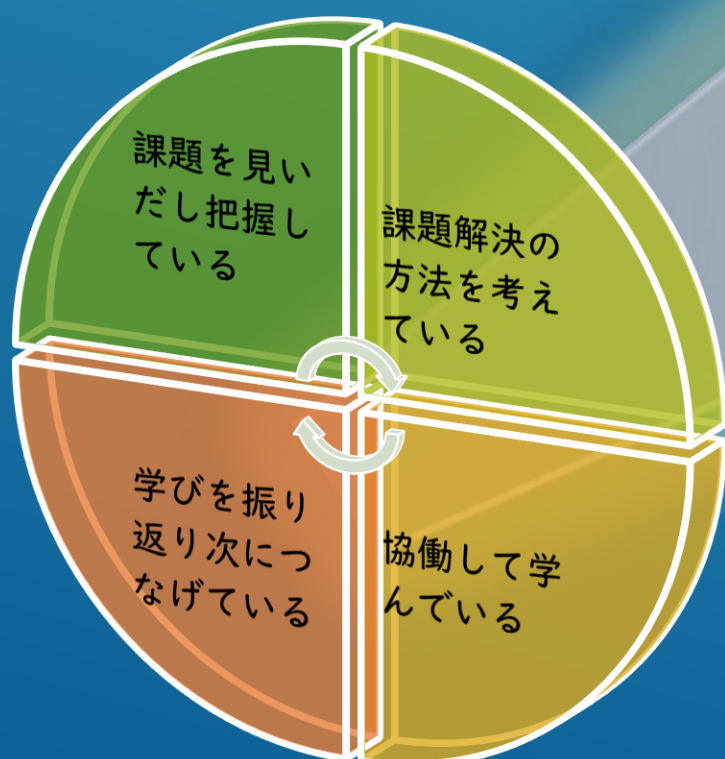 課題を見い
だし把握し
ている
課題解決の
方法を考え
ている
協働して学
んでいる
学びを振り
返り次につ
なげている